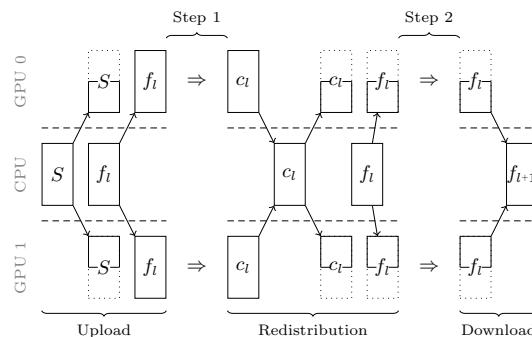 Step 1 Step 2
GPU 0 S f_l ⇒ c_l c_l f_l ⇒ f_l
CPU S f_l c_l f_l f_{l+1}
GPU 1 S f_l ⇒ c_l c_l f_l ⇒ f_l
Upload Redistribution Download